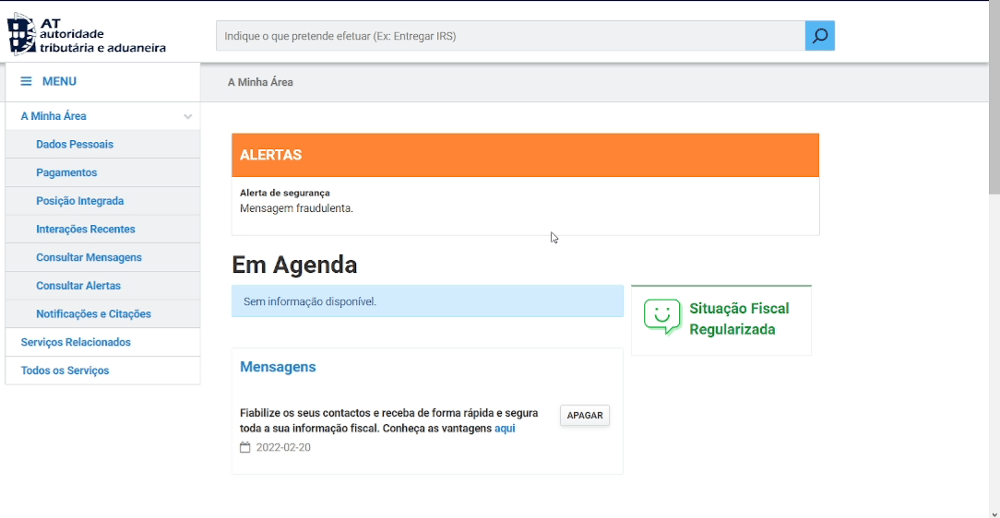 AT
autoridade
tributária e aduaneira
Indique o que pretende efetuar (Ex: Entregar IRS)
MENU
A Minha Área
A Minha Área
Dados Pessoais
Pagamentos
Posição Integrada
Interações Recentes
Consultar Mensagens
Consultar Alertas
Notificações e Citações
Serviços Relacionados
Todos os Serviços
ALERTAS
Alerta de segurança
Mensagem fraudulenta.
Em Agenda
Sem informação disponível.
Situação Fiscal
Regularizada
Mensagens
Fiabilize os seus contactos e receba de forma rápida e segura
toda a sua informação fiscal. Conheça as vantagens aqui
APAGAR
2022-02-20